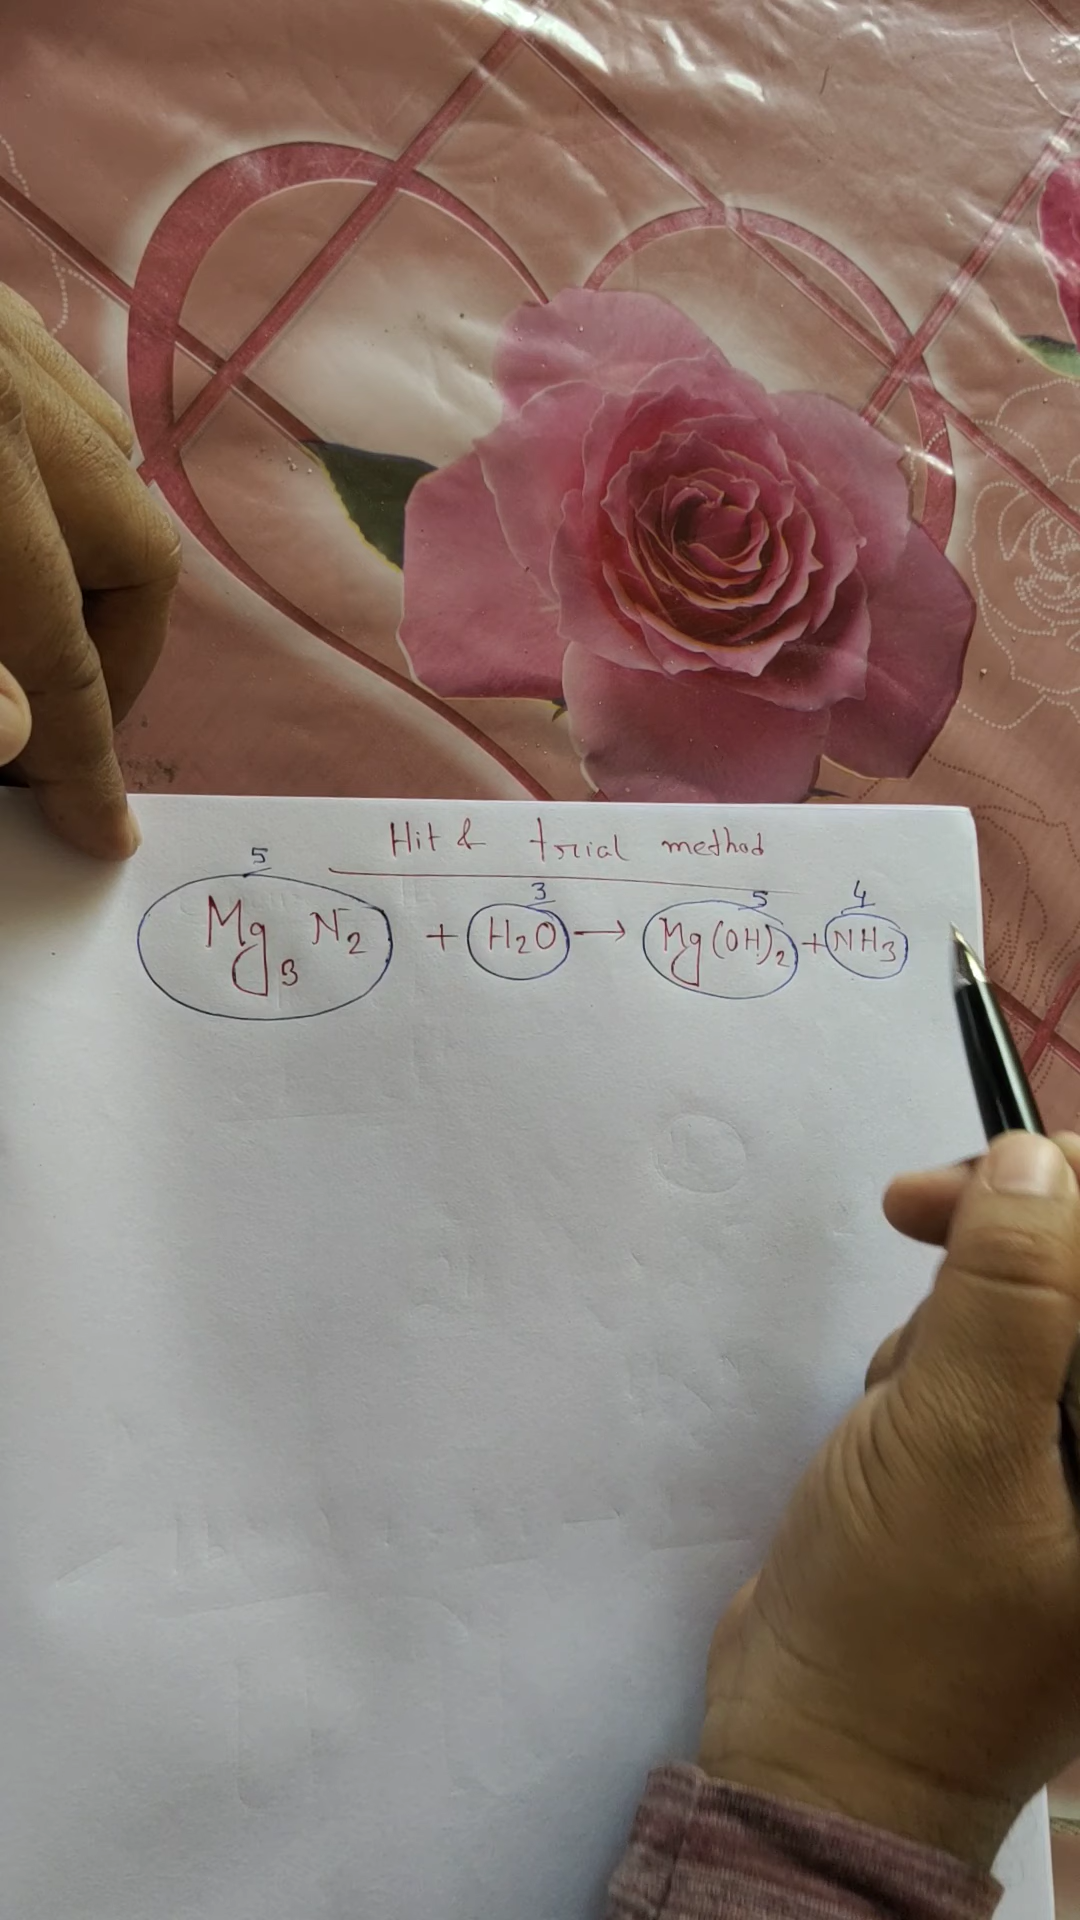 Hit & trial method
5 3 5 4
Mg₃N₂ + H₂O → Mg(OH)₂ + NH₃